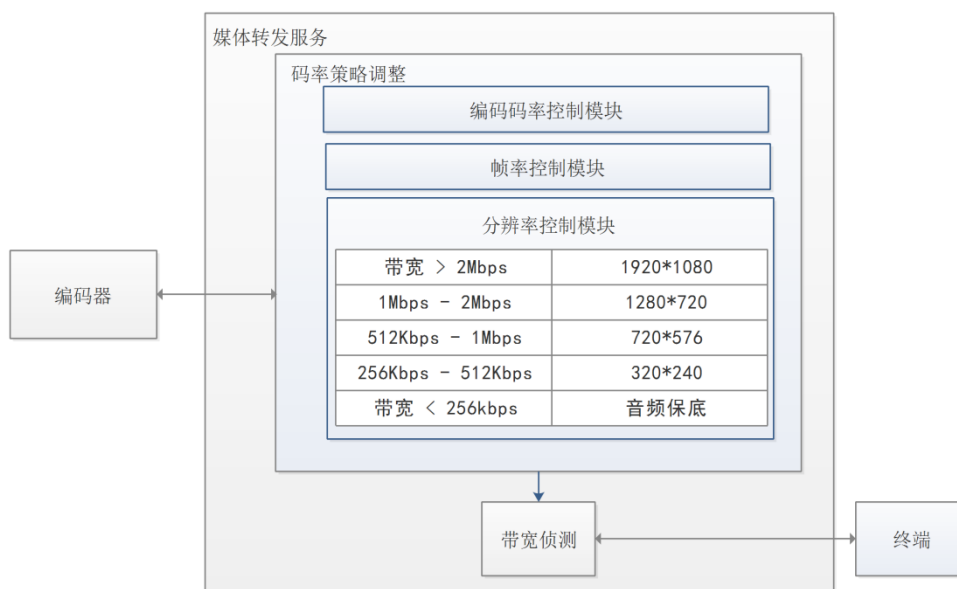 媒体转发服务
码率策略调整
编码码率控制模块
帧率控制模块
分辨率控制模块
带宽 > 2Mbps 1920*1080
1Mbps - 2Mbps 1280*720
512Kbps - 1Mbps 720*576
256Kbps - 512Kbps 320*240
带宽 < 256kbps 音频保底
编码器
带宽侦测
终端